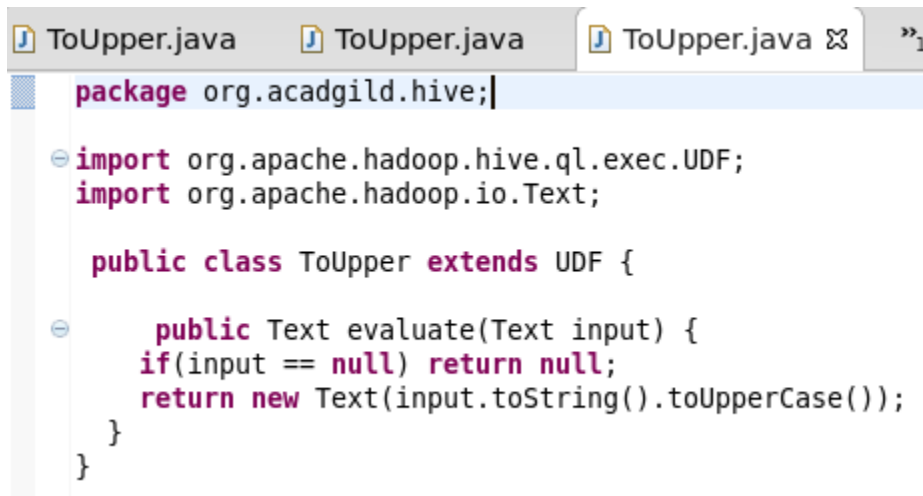 ToUpper.java ToUpper.java ToUpper.java
package org.acadgild.hive;
import org.apache.hadoop.hive.ql.exec.UDF;
import org.apache.hadoop.io.Text;
public class ToUpper extends UDF {
public Text evaluate(Text input) {
if(input == null) return null;
return new Text(input.toString().toUpperCase());
}
}